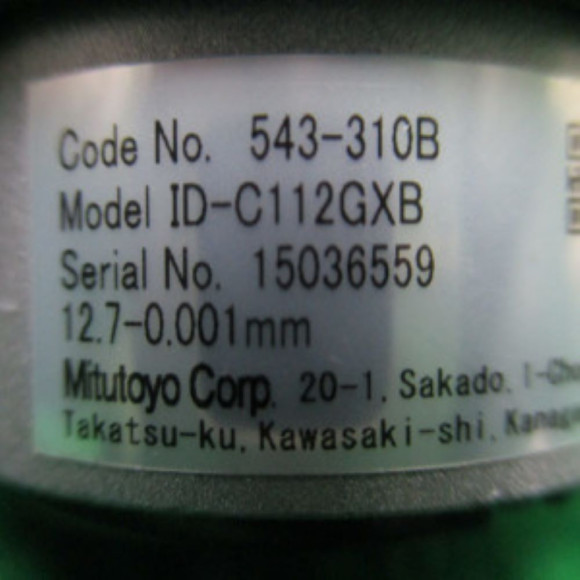 Code No. 543-310B
Model ID-C112GXB
Serial No. 15036559
12.7-0.001mm
Mitutoyo Corp. 20-1, Sakado,
Takatsu-ku, Kawasaki-shi,